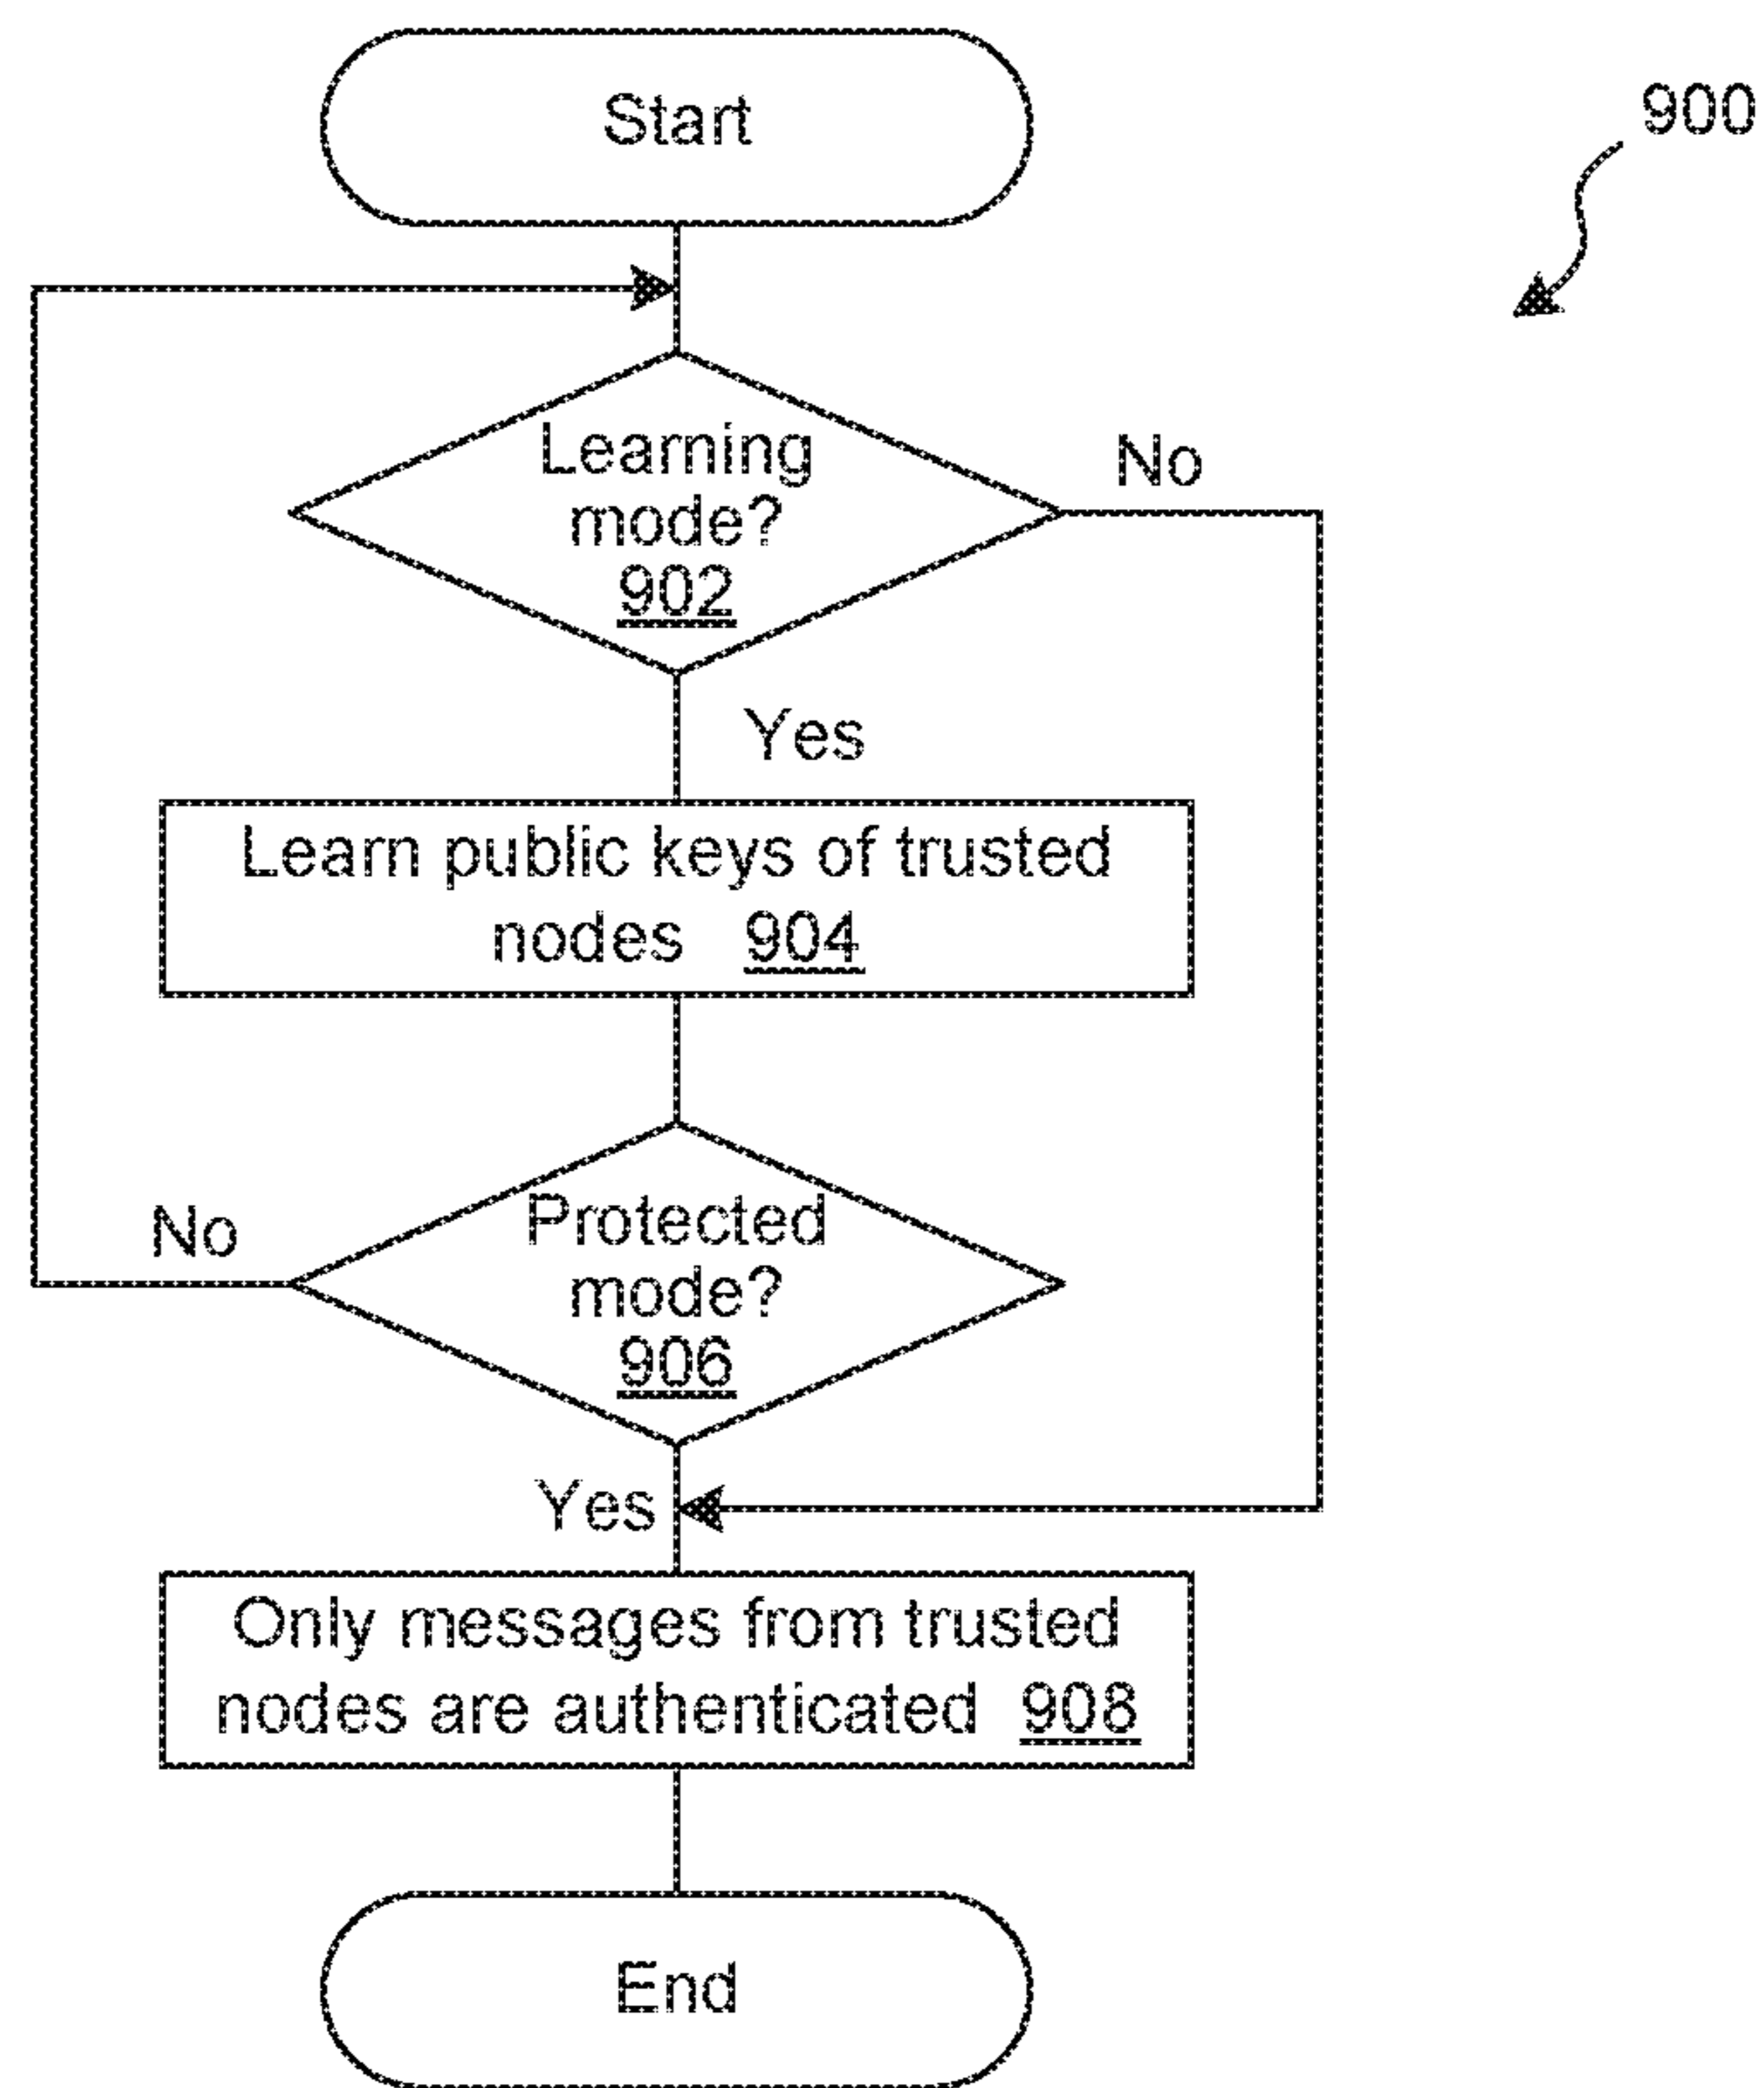 Start
900
Learning
mode?
902
No
Yes
Learn public keys of trusted
nodes 904
Protected
mode?
906
No
Yes
Only messages from trusted
nodes are authenticated 908
End